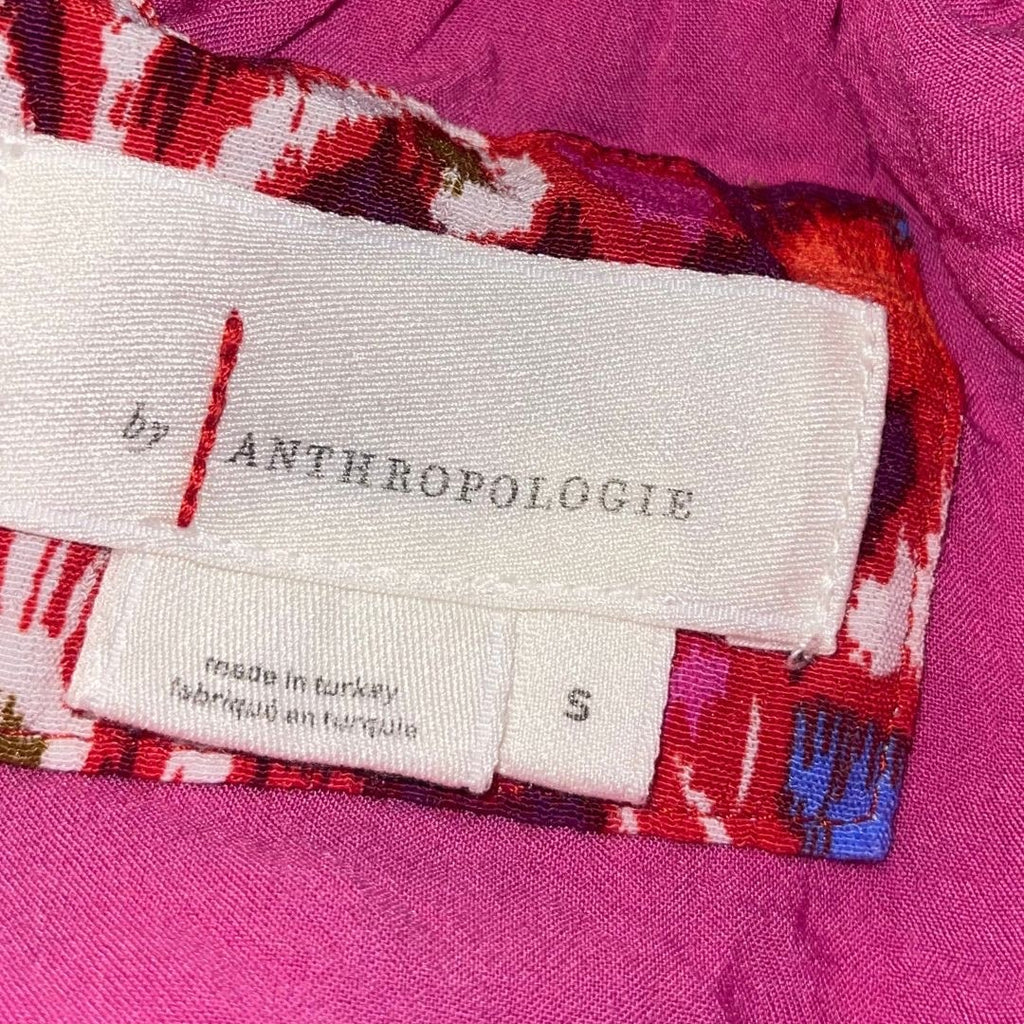 by ANTHROPOLOGIE
made in turkey
fabriqué en turquie
S